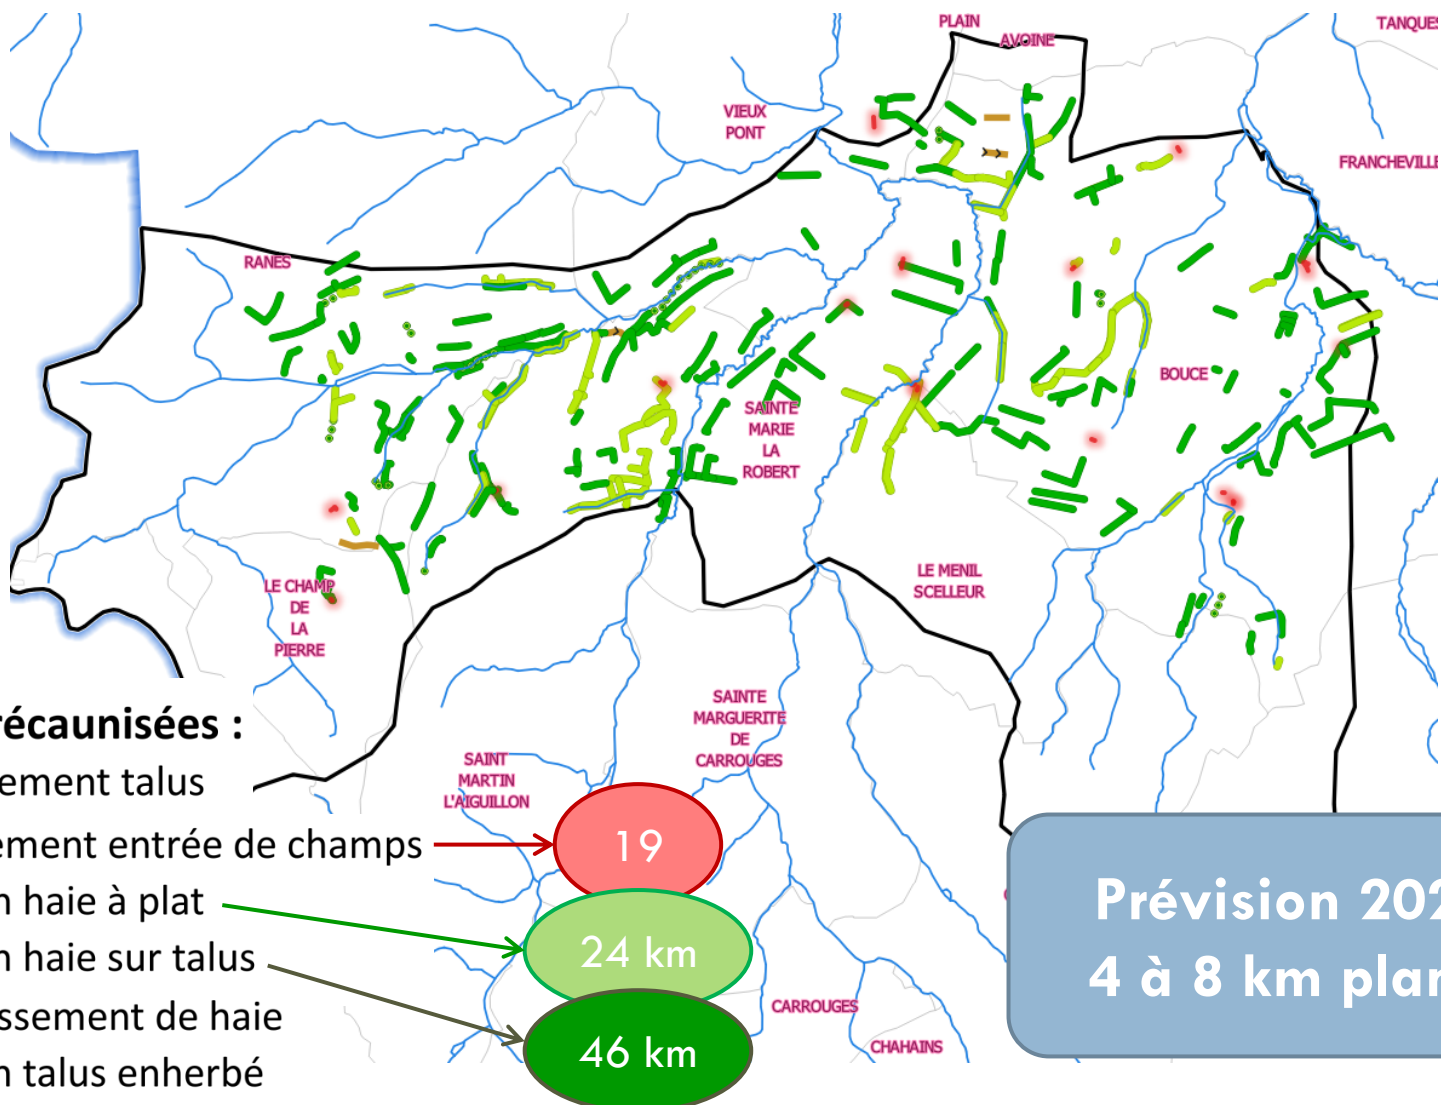 PLAIN
AVOINE
TANQUES
VIEUX
PONT
FRANCHEVILLE
RANES
BOUCE
SAINTE
MARIE
LA
ROBERT
LE CHAMP
DE
LA
PIERRE
LE MENIL
SCELLEUR
SAINTE
MARGUERITE
DE
CARROUGES
SAINT
MARTIN
L'AIGUILLON
CARROUGES
CHAHAINS
récaunisées :
ement talus
ement entrée de champs
n haie à plat
n haie sur talus
ssement de haie
n talus enherbé
19
24 km
46 km
Prévision 202
4 à 8 km plan